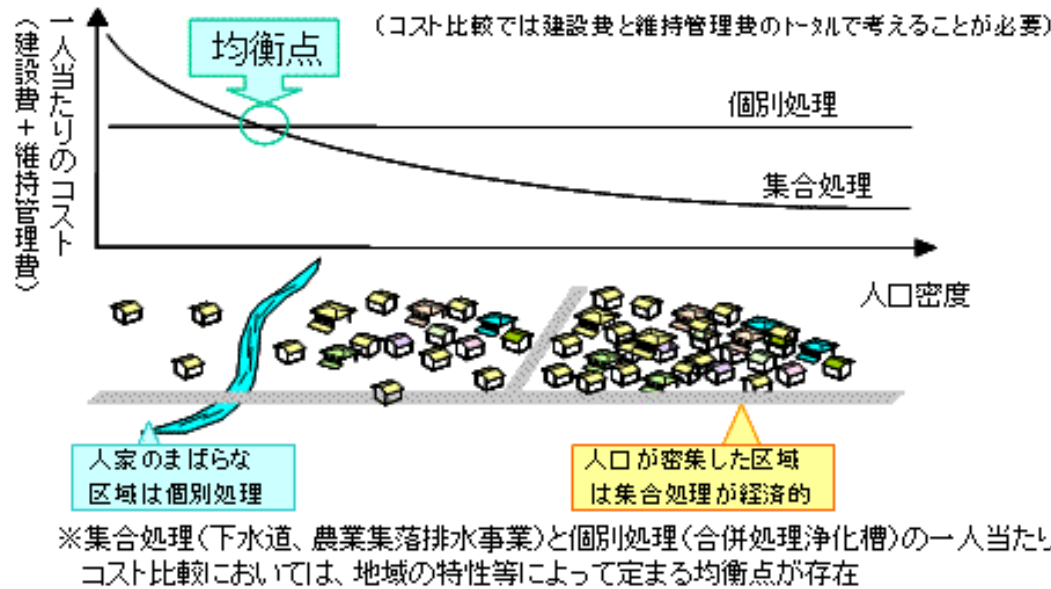 (コスト比較では建設費と維持管理費のトータルで考えることが必要)
一人当たりのコスト
(建設費+維持管理費)
均衡点
個別処理
集合処理
人口密度
人家のまばらな
区域は個別処理
人口が密集した区域
は集合処理が経済的
※集合処理(下水道、農業集落排水事業)と個別処理(合併処理浄化槽)の一人当たり
コスト比較においては、地域の特性等によって定まる均衡点が存在